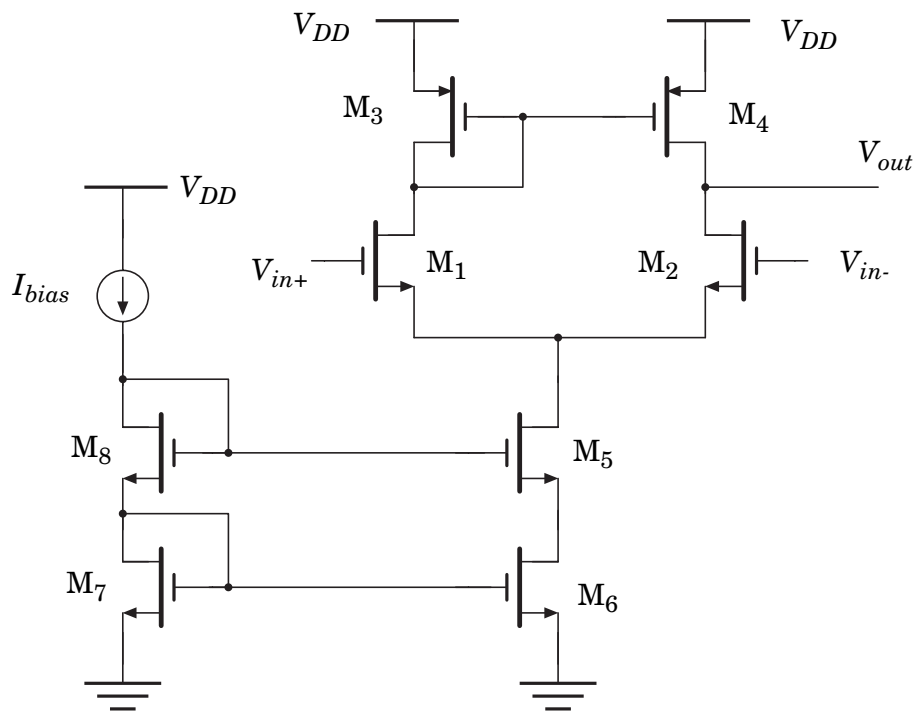 V_DD
V_DD
M_3
M_4
V_out
V_DD
V_in+
M_1
M_2
V_in-
I_bias
M_8
M_5
M_7
M_6